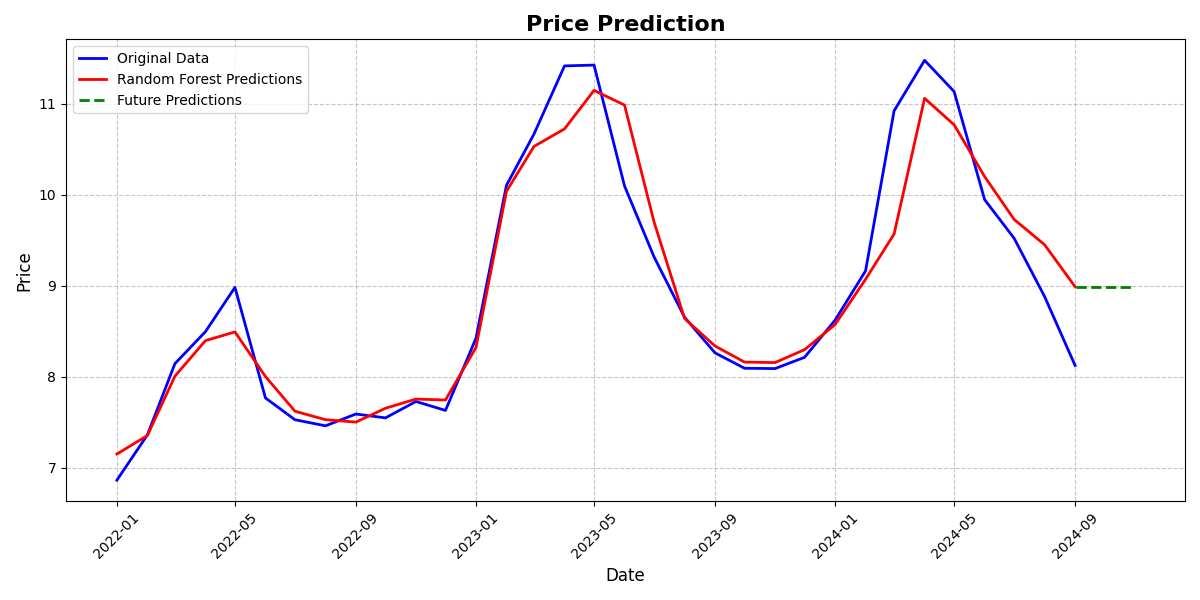 Price Prediction
Original Data
Random Forest Predictions
Future Predictions
Price
11
10
9
8
7
2022-01
2022-05
2022-09
2023-01
2023-05
2023-09
2024-01
2024-05
2024-09
Date